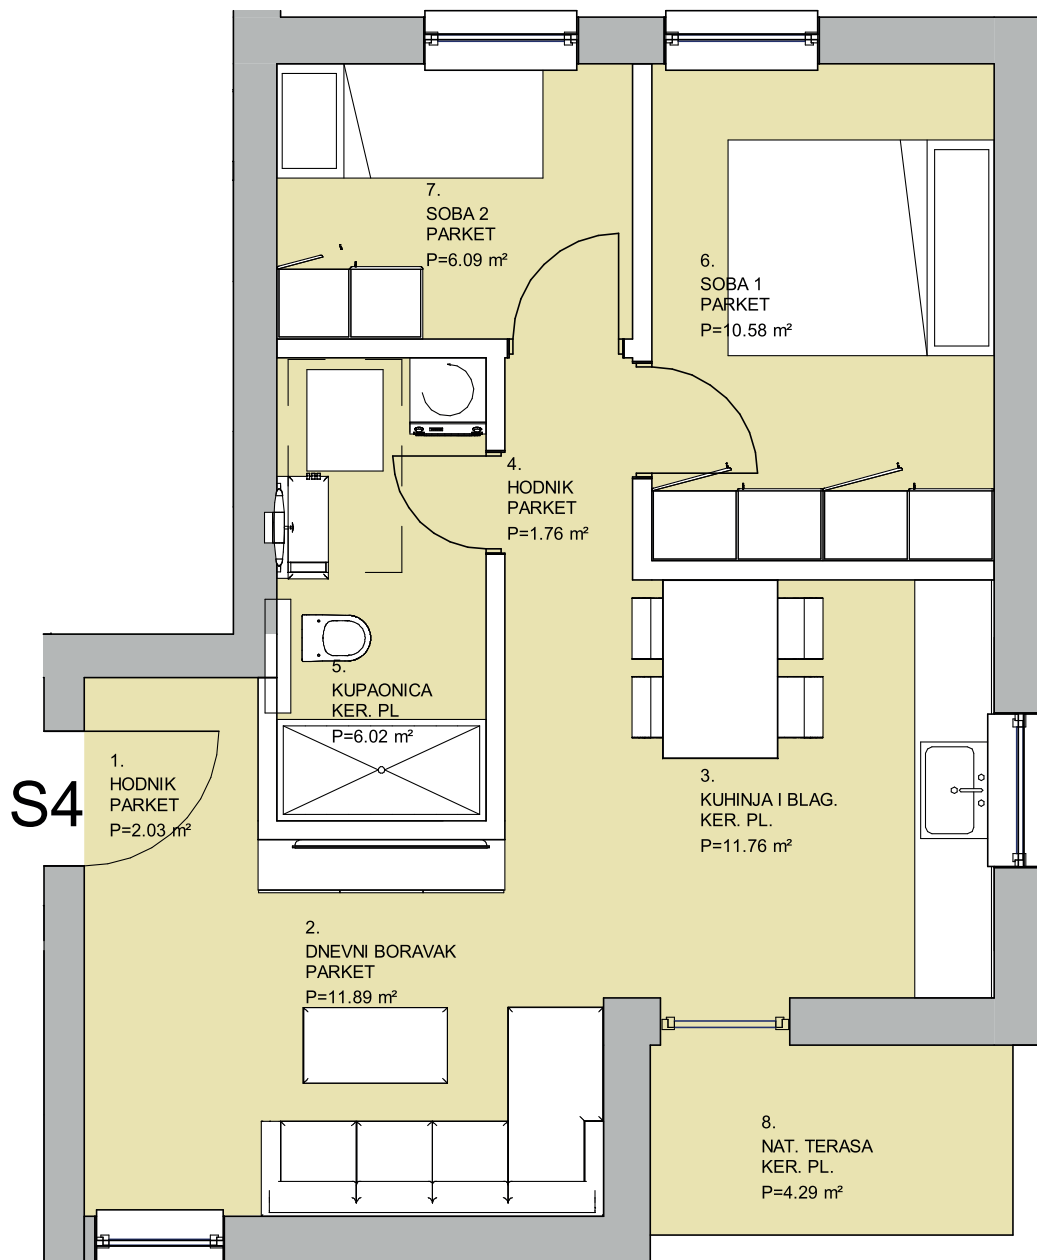 7.
SOBA 2
PARKET
P=6.09 m²
6.
SOBA 1
PARKET
P=10.58 m²
4.
HODNIK
PARKET
P=1.76 m²
5.
KUPAONICA
KER. PL
P=6.02 m²
S4
1.
HODNIK
PARKET
P=2.03 m²
3.
KUHINJA I BLAG.
KER. PL.
P=11.76 m²
2.
DNEVNI BORAVAK
PARKET
P=11.89 m²
8.
NAT. TERASA
KER. PL.
P=4.29 m²